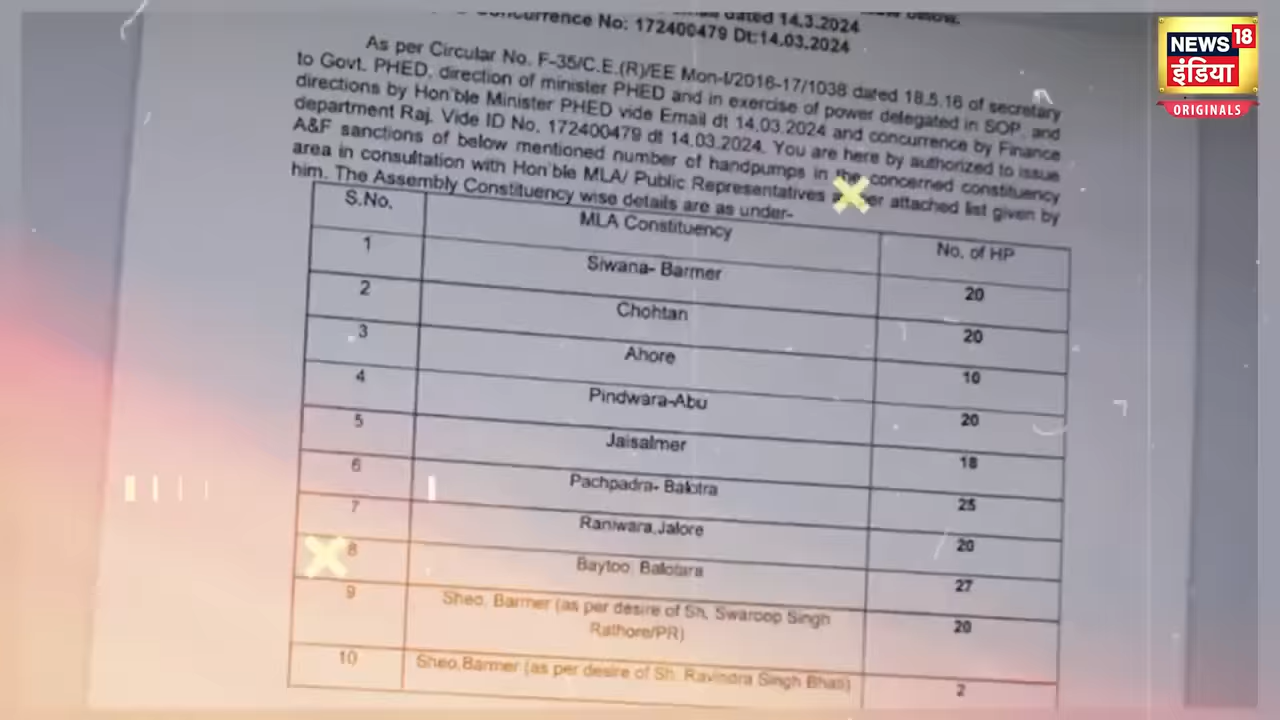 dated 14.3.2024
Concurrence No: 172400479 Dt:14.03.2024
As per Circular No. F-35/C.E.(R)/EE Mon-I/2016-17/1038 dated 18.5.16 of secretary
to Govt. PHED, direction of minister PHED and in exercise of power delegated in SOP, and
directions by Hon'ble Minister PHED vide Email dt 14.03.2024 and concurrence by Finance
department Raj. Vide ID No. 172400479 dt 14.03.2024. You are here by authorized to issue
A&F sanctions of below mentioned number of handpumps in the concerned constituency
area in consultation with Hon'ble MLA/ Public Representatives attached list given by
him. The Assembly Constituency wise details are as under-
S.No. MLA Constituency No. of HP
1 Siwana- Barmer 20
2 Chohtan 20
3 Ahore 10
4 Pindwara-Abu 20
5 Jaisalmer 18
6 Pachpadra- Balotra 25
7 Raniwara,Jalore 20
8 Baytoo, Balotara 27
9 Sheo, Barmer (as per desire of Sh. Swaroop Singh
Rathore/PR) 20
10 Sheo,Barmer (as per desire of Sh. Ravindra Singh Bhati) 2
NEWS 18
इंडिया
ORIGINALS